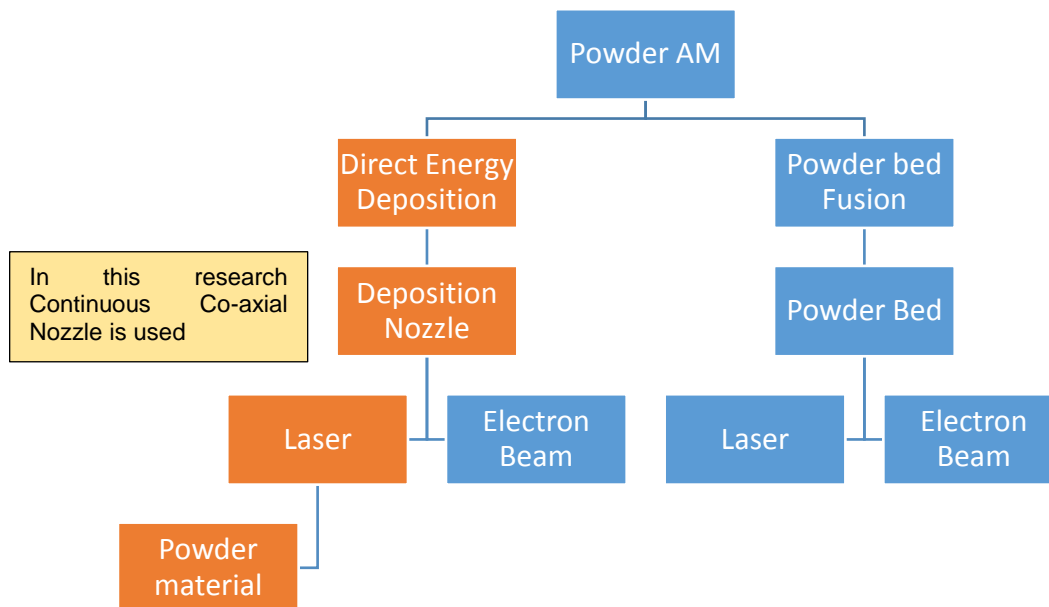 Powder AM
Direct Energy
Deposition
Powder bed
Fusion
In this research
Continuous Co-axial
Nozzle is used
Deposition
Nozzle
Powder Bed
Laser
Electron
Beam
Laser
Electron
Beam
Powder
material